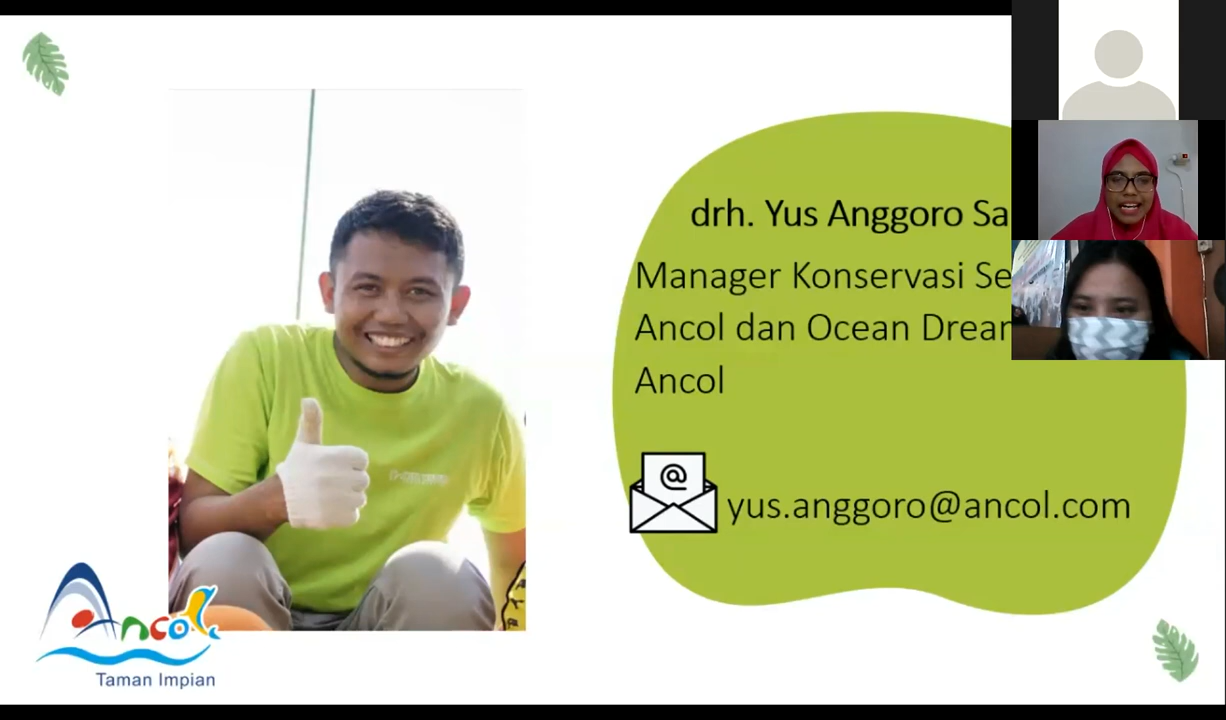 drh. Yus Anggoro Sa
Manager Konservasi Se
Ancol dan Ocean Drear
Ancol
@
yus.anggoro@ancol.com
Ancol
Taman Impian